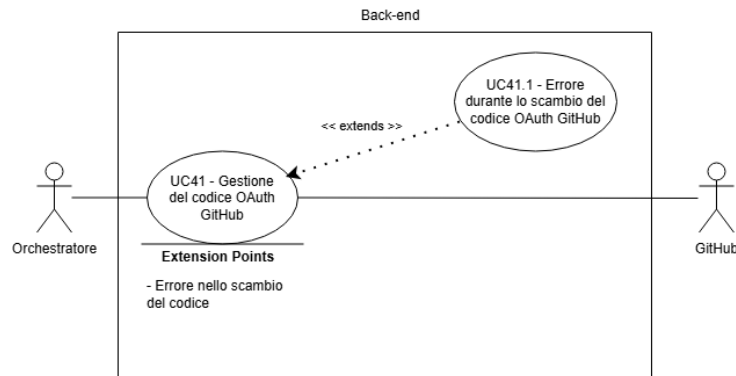 Back-end
UC41.1 - Errore
durante lo scambio del
codice OAuth GitHub
<< extends >>
UC41 - Gestione
del codice OAuth
GitHub
Orchestratore
GitHub
Extension Points
- Errore nello scambio
del codice